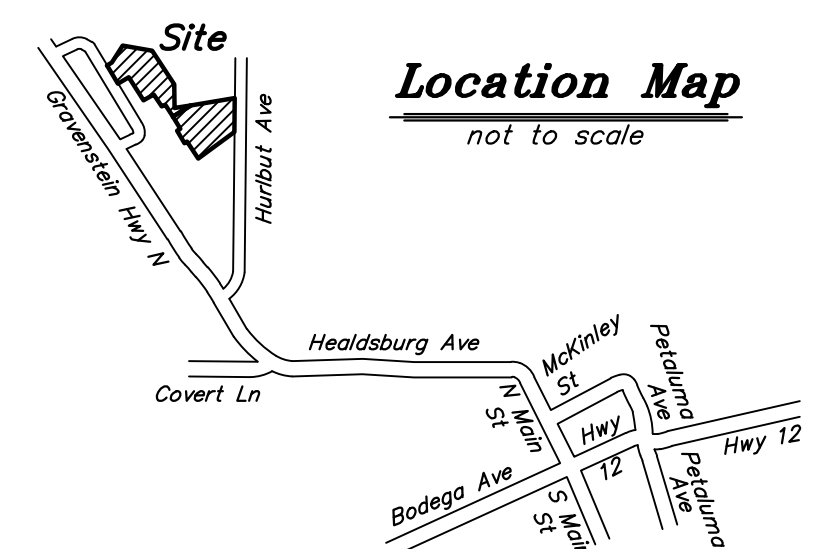 Site
Location Map
not to scale
Gravenstein Hwy N
Hurlbut Ave
Healdsburg Ave
Covert Ln
McKinley
St
Petaluma
Ave
N Main
St
Hwy
12
Hwy 12
Bodega Ave
S Main
St
Petaluma
Ave